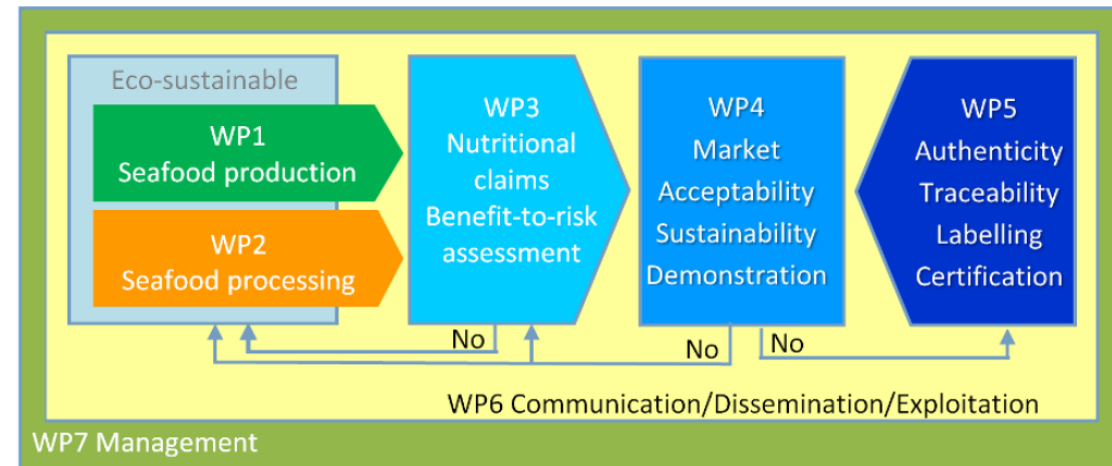 Eco-sustainable
WP1
Seafood production
WP2
Seafood processing
WP3
Nutritional
claims
Benefit-to-risk
assessment
WP4
Market
Acceptability
Sustainability
Demonstration
WP5
Authenticity
Traceability
Labelling
Certification
No
No
No
WP6 Communication/Dissemination/Exploitation
WP7 Management